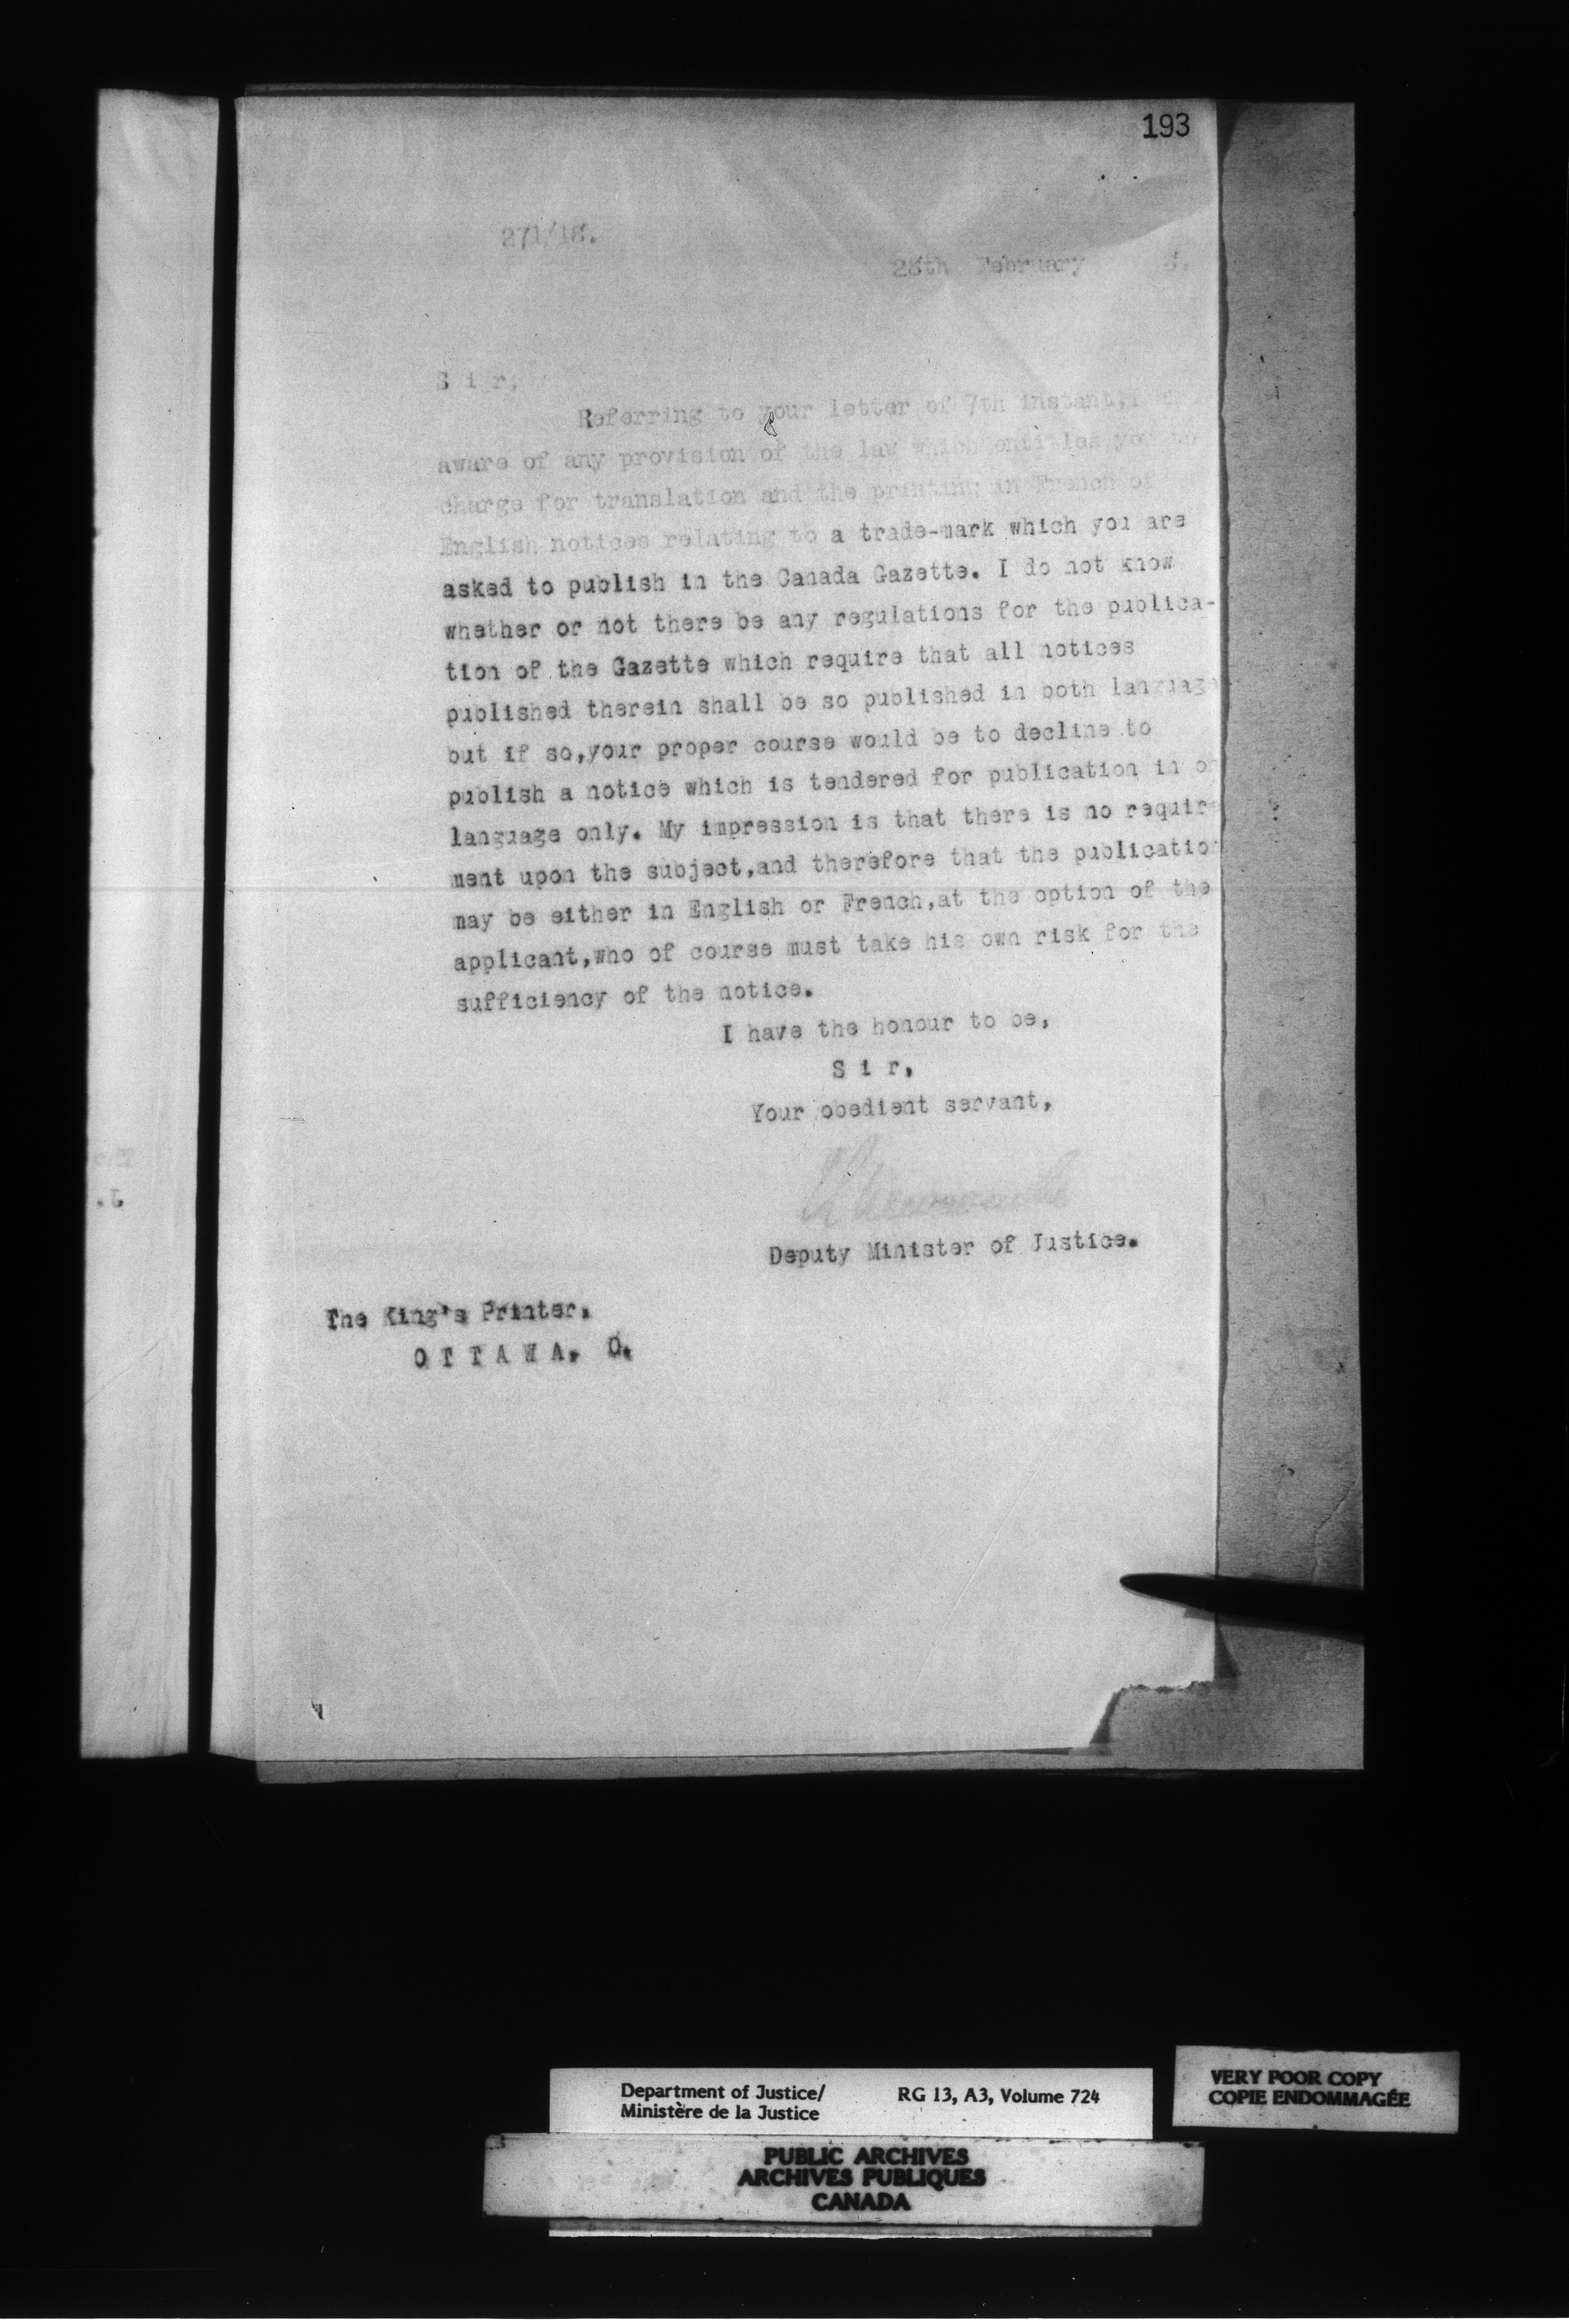 193
271/18.
28th February 8.
S i r,
Referring to your letter of 7th instant, I
aware of any provision of the law which entitles you to
charge for translation and the printing in French of
English notices relating to a trade-mark which you are
asked to publish in the Canada Gazette. I do not know
whether or not there be any regulations for the publica-
tion of the Gazette which require that all notices
published therein shall be so published in both language
but if so,your proper course would be to decline to
publish a notice which is tendered for publication in
language only. My impression is that there is no require
ment upon the subject,and therefore that the publication
may be either in English or French,at the option of the
applicant,who of course must take his own risk for the
sufficiency of the notice.
I have the honour to be,
S i r,
Your obedient servant,
Deputy Minister of Justice.
The King's Printer,
O T T A W A. O.
Department of Justice/ RG 13, A3, Volume 724
Ministère de la Justice
VERY POOR COPY
COPIE ENDOMMAGÉE
PUBLIC ARCHIVES
ARCHIVES PUBLIQUES
CANADA